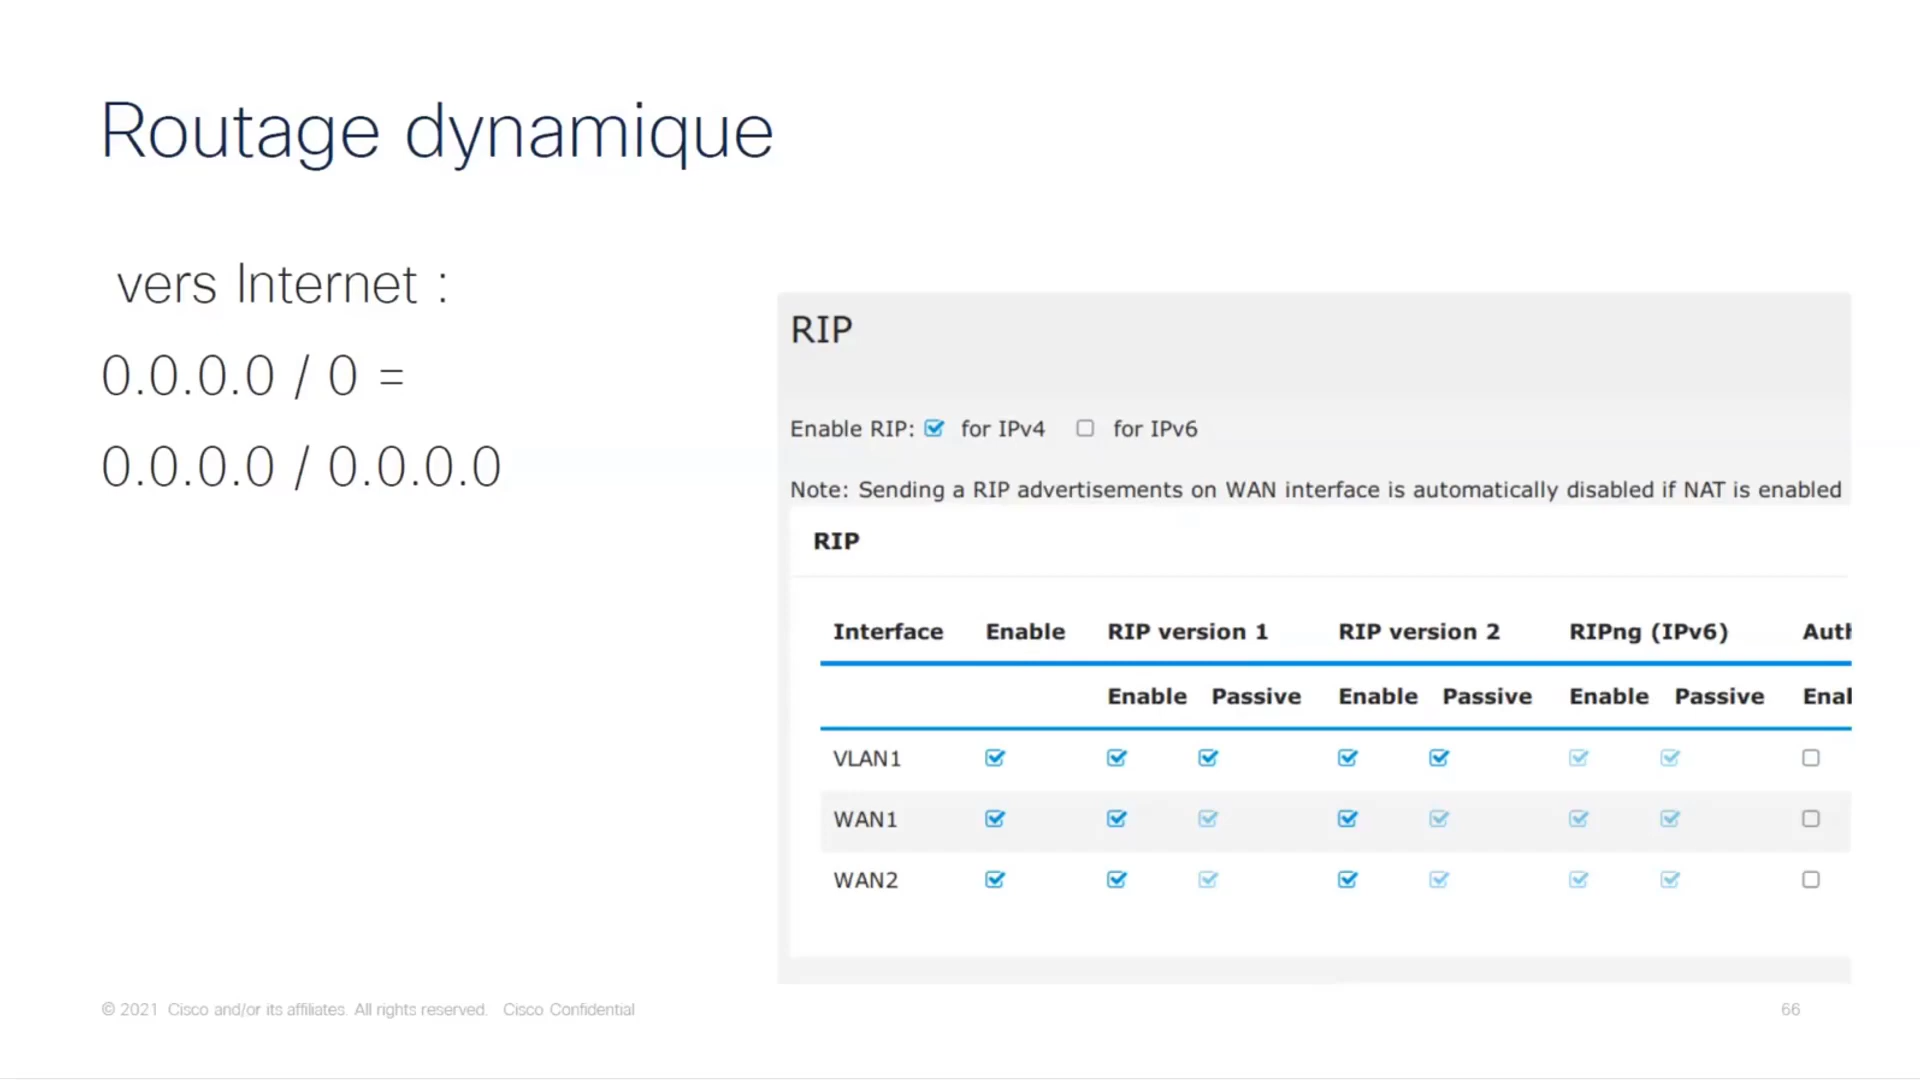 Routage dynamique
vers Internet :
0.0.0.0 / 0 =
0.0.0.0 / 0.0.0.0
RIP
Enable RIP: for IPv4 for IPv6
Note: Sending a RIP advertisements on WAN interface is automatically disabled if NAT is enabled
RIP
Interface Enable RIP version 1 RIP version 2 RIPng (IPv6) Auth
Enable Passive Enable Passive Enable Passive Enal
VLAN1
WAN1
WAN2
© 2021 Cisco and/or its affiliates. All rights reserved. Cisco Confidential 66